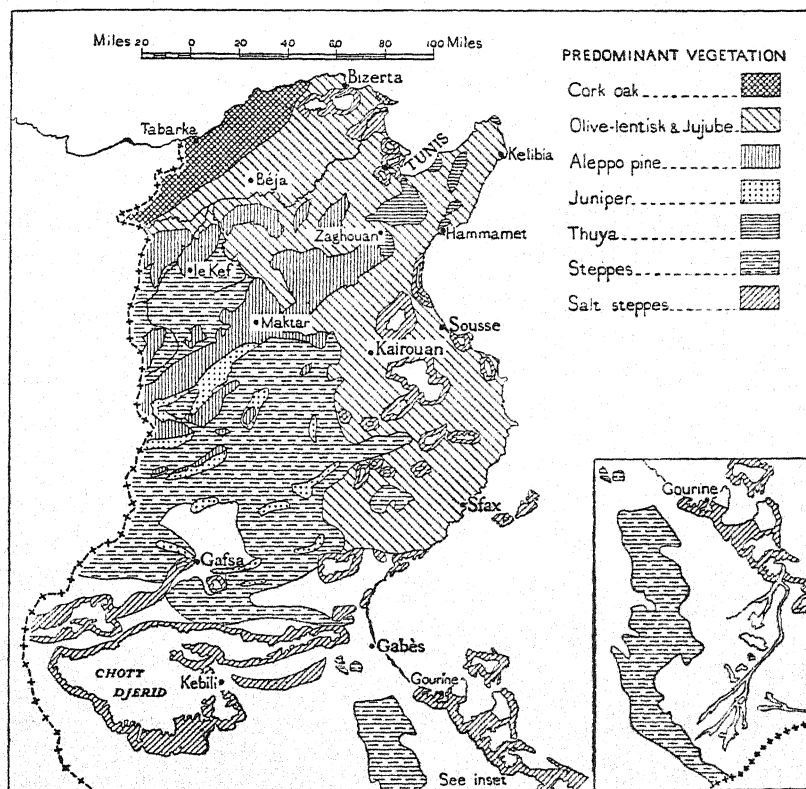 Miles 20 0 20 40 60 80 100 Miles
PREDOMINANT VEGETATION
Cork oak
Olive-lentisk & Jujube
Aleppo pine
Juniper
Thuya
Steppes
Salt steppes
Bizerta
Tabarka
TUNIS
Kelibia
Béja
Zaghouan
Hammamet
le Kef
Maktar
Sousse
Kairouan
Sfax
Gafsa
Gabès
CHOTT
DJERID
Kebili
Gourine
See inset
Gourine